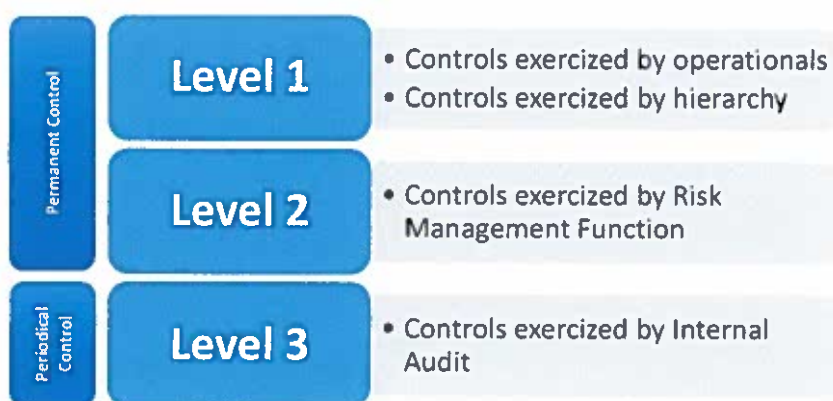 Permanent Control
Level 1
• Controls exercized by operationals
• Controls exercized by hierarchy
Level 2
• Controls exercized by Risk
Management Function
Periodical
Control
Level 3
• Controls exercized by Internal
Audit